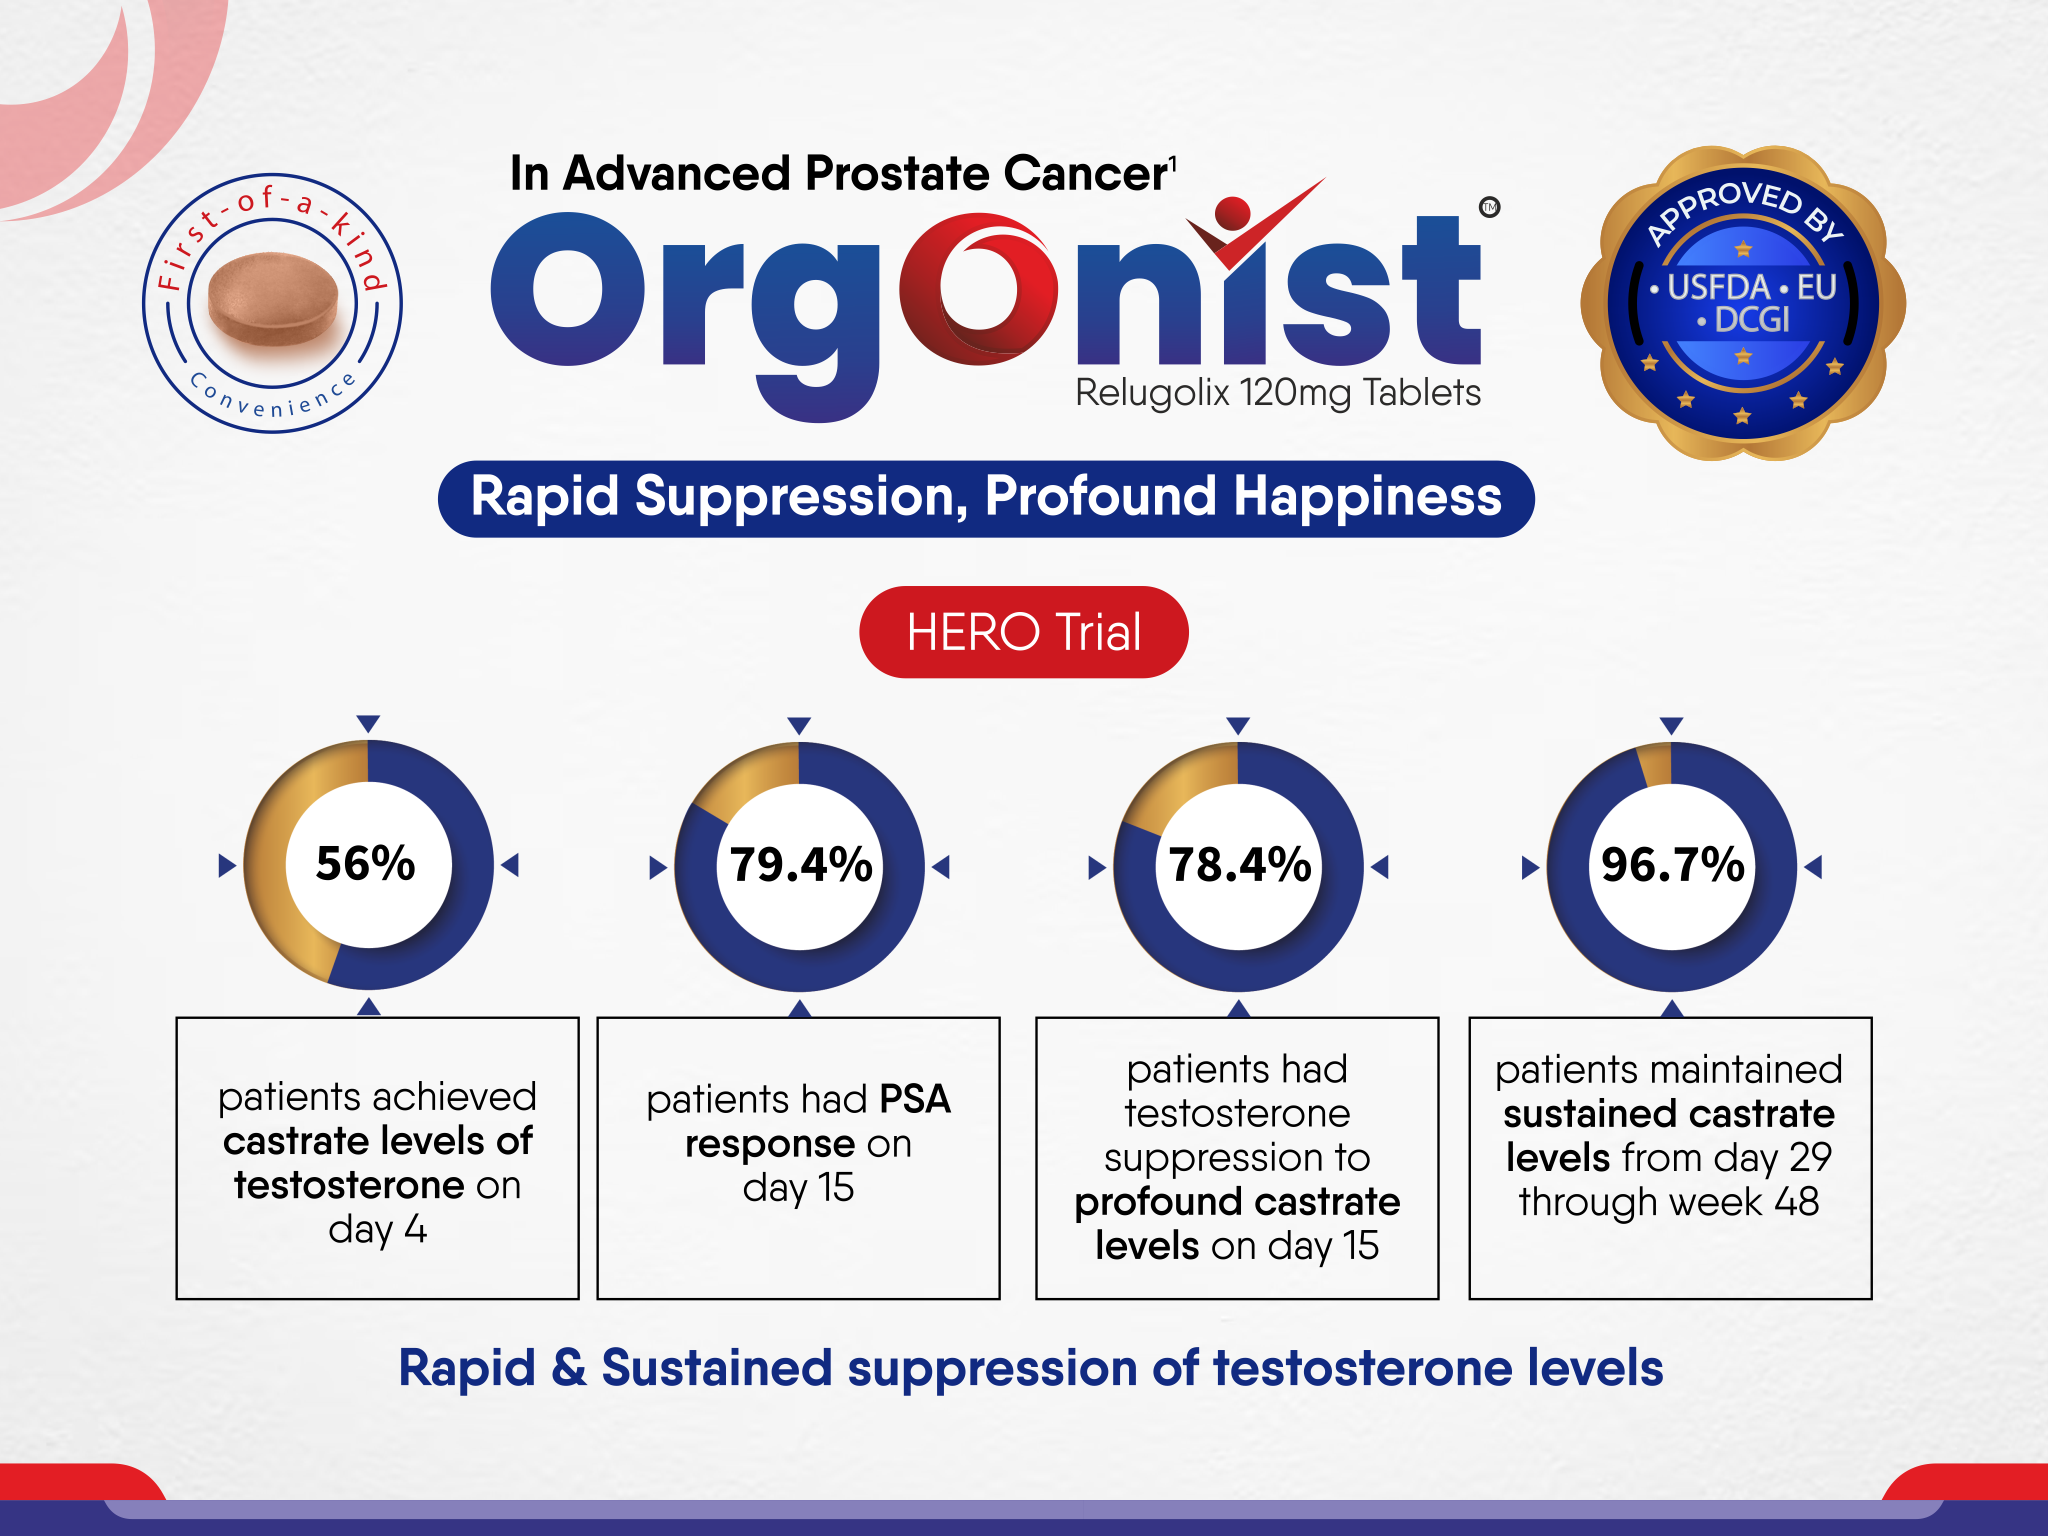 First-of-a-kind
Convenience
In Advanced Prostate Cancer¹
Orgonist ™
Relugolix 120mg Tablets
APPROVED BY
• USFDA • EU
• DCGI
Rapid Suppression, Profound Happiness
HERO Trial
56%
79.4%
78.4%
96.7%
patients achieved
castrate levels of
testosterone on
day 4
patients had PSA
response on
day 15
patients had
testosterone
suppression to
profound castrate
levels on day 15
patients maintained
sustained castrate
levels from day 29
through week 48
Rapid & Sustained suppression of testosterone levels